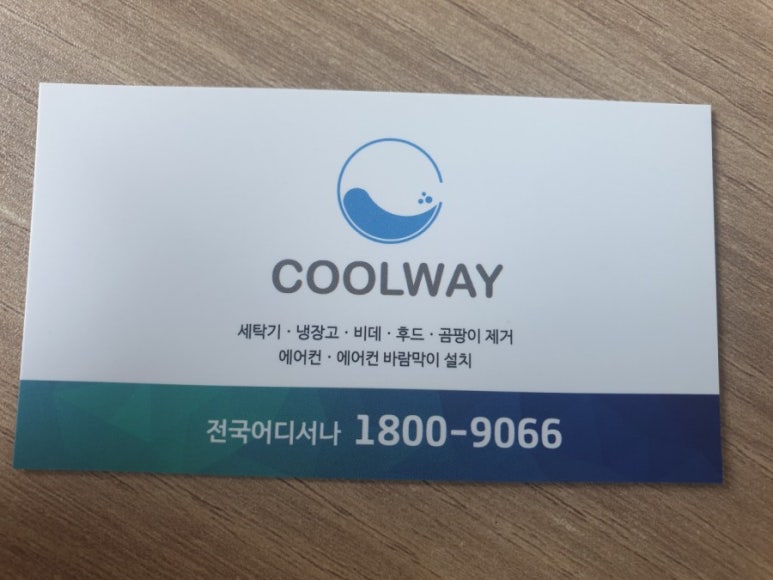 COOLWAY
세탁기 · 냉장고 · 비데 · 후드 · 곰팡이 제거
에어컨 · 에어컨 바람막이 설치
전국어디서나 1800-9066